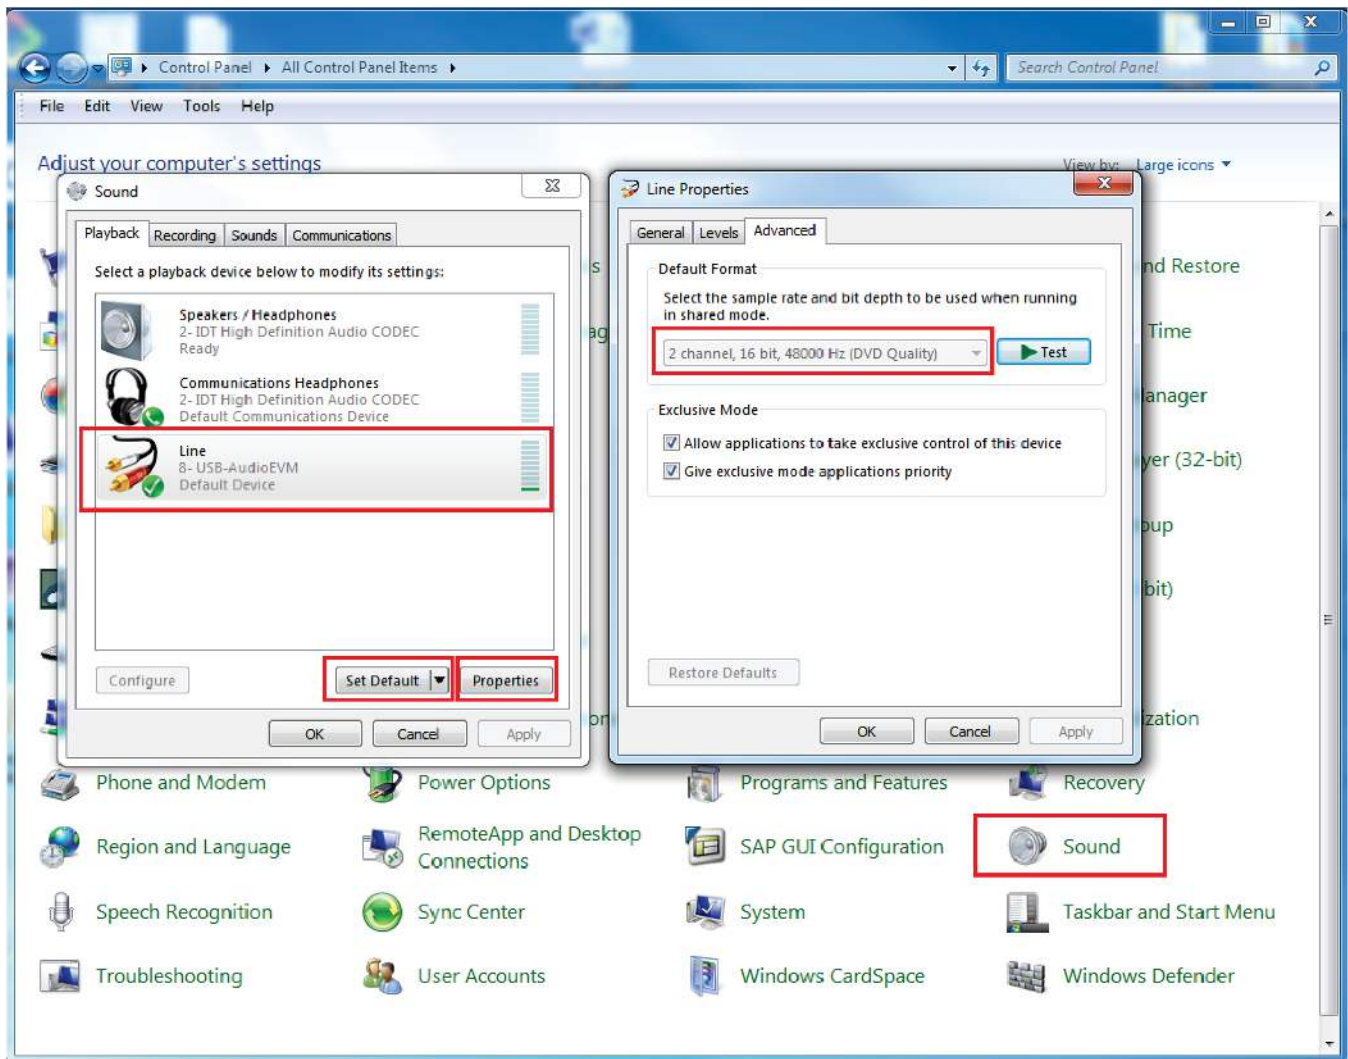 Control Panel
All Control Panel Items
Search Control Panel
File Edit View Tools Help
Adjust your computer's settings
View by: Large icons
Sound
Playback Recording Sounds Communications
Select a playback device below to modify its settings:
Speakers / Headphones
2- IDT High Definition Audio CODEC
Ready
Communications Headphones
2- IDT High Definition Audio CODEC
Default Communications Device
Line
8- USB-AudioEVM
Default Device
Configure Set Default Properties
OK Cancel Apply
Line Properties
General Levels Advanced
Default Format
Select the sample rate and bit depth to be used when running
in shared mode.
2 channel, 16 bit, 48000 Hz (DVD Quality) Test
Exclusive Mode
Allow applications to take exclusive control of this device
Give exclusive mode applications priority
Restore Defaults
OK Cancel Apply
s
nd Restore
ag
Time
anager
yer (32-bit)
oup
bit)
on
ization
Phone and Modem Power Options Programs and Features Recovery
Region and Language RemoteApp and Desktop
Connections SAP GUI Configuration Sound
Speech Recognition Sync Center System Taskbar and Start Menu
Troubleshooting User Accounts Windows CardSpace Windows Defender